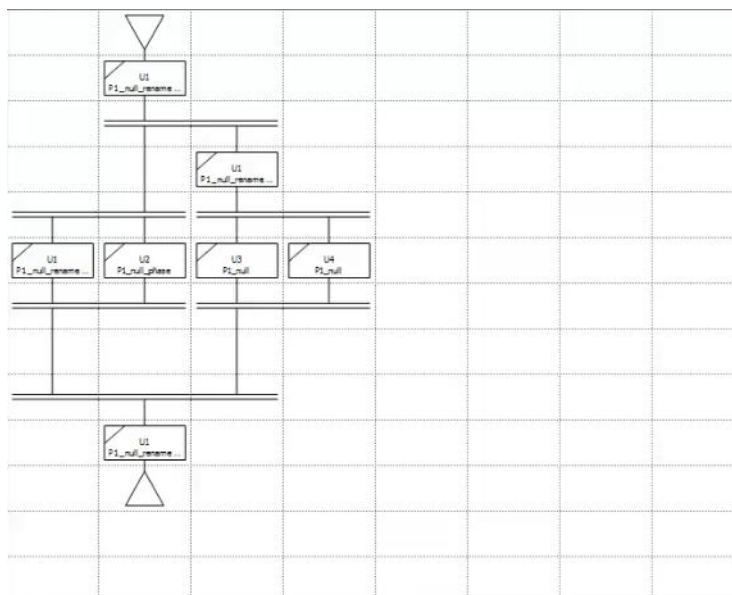 U1
P1_null_rename ...
U1
P1_null_rename ...
U1
P1_null_rename ...
U2
P1_null_phase
U3
P1_null
U4
P1_null
U1
P1_null_rename ...